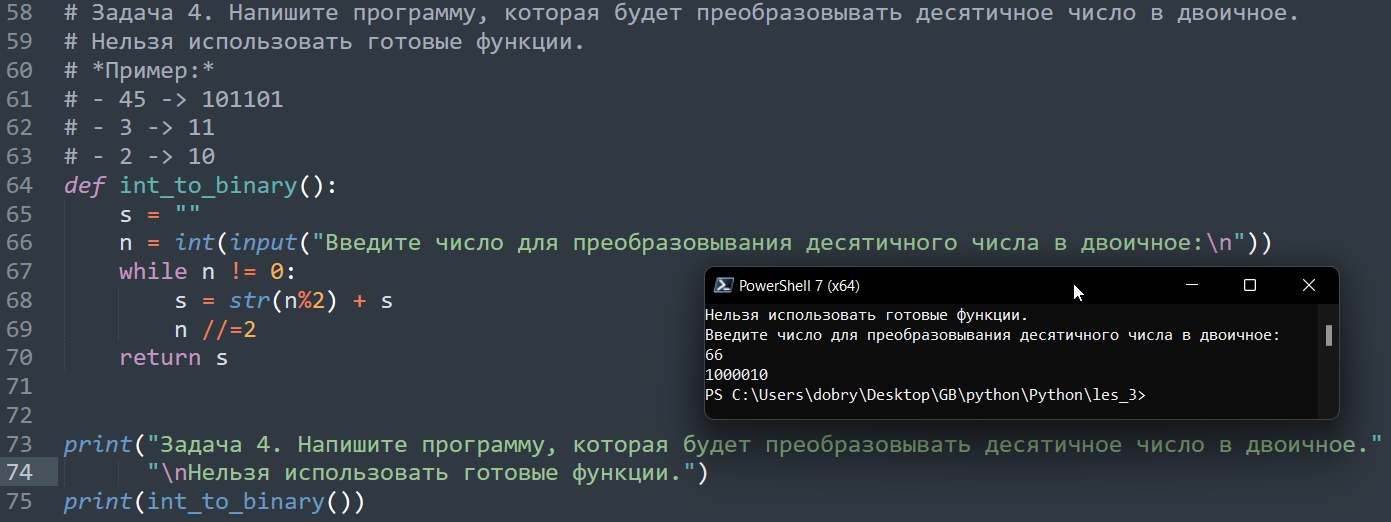 58 # Задача 4. Напишите программу, которая будет преобразовывать десятичное число в двоичное.
59 # Нельзя использовать готовые функции.
60 # *Пример:*
61 # - 45 -> 101101
62 # - 3 -> 11
63 # - 2 -> 10
64 def int_to_binary():
65     s = ""
66     n = int(input("Введите число для преобразовывания десятичного числа в двоичное:\n"))
67     while n != 0:
68         s = str(n%2) + s
69         n //=2
70     return s
71
72
73 print("Задача 4. Напишите программу, которая будет преобразовывать десятичное число в двоичное."
74       "\nНельзя использовать готовые функции.")
75 print(int_to_binary())
PowerShell 7 (x64)
Нельзя использовать готовые функции.
Введите число для преобразовывания десятичного числа в двоичное:
66
1000010
PS C:\Users\dobry\Desktop\GB\python\Python\les_3>